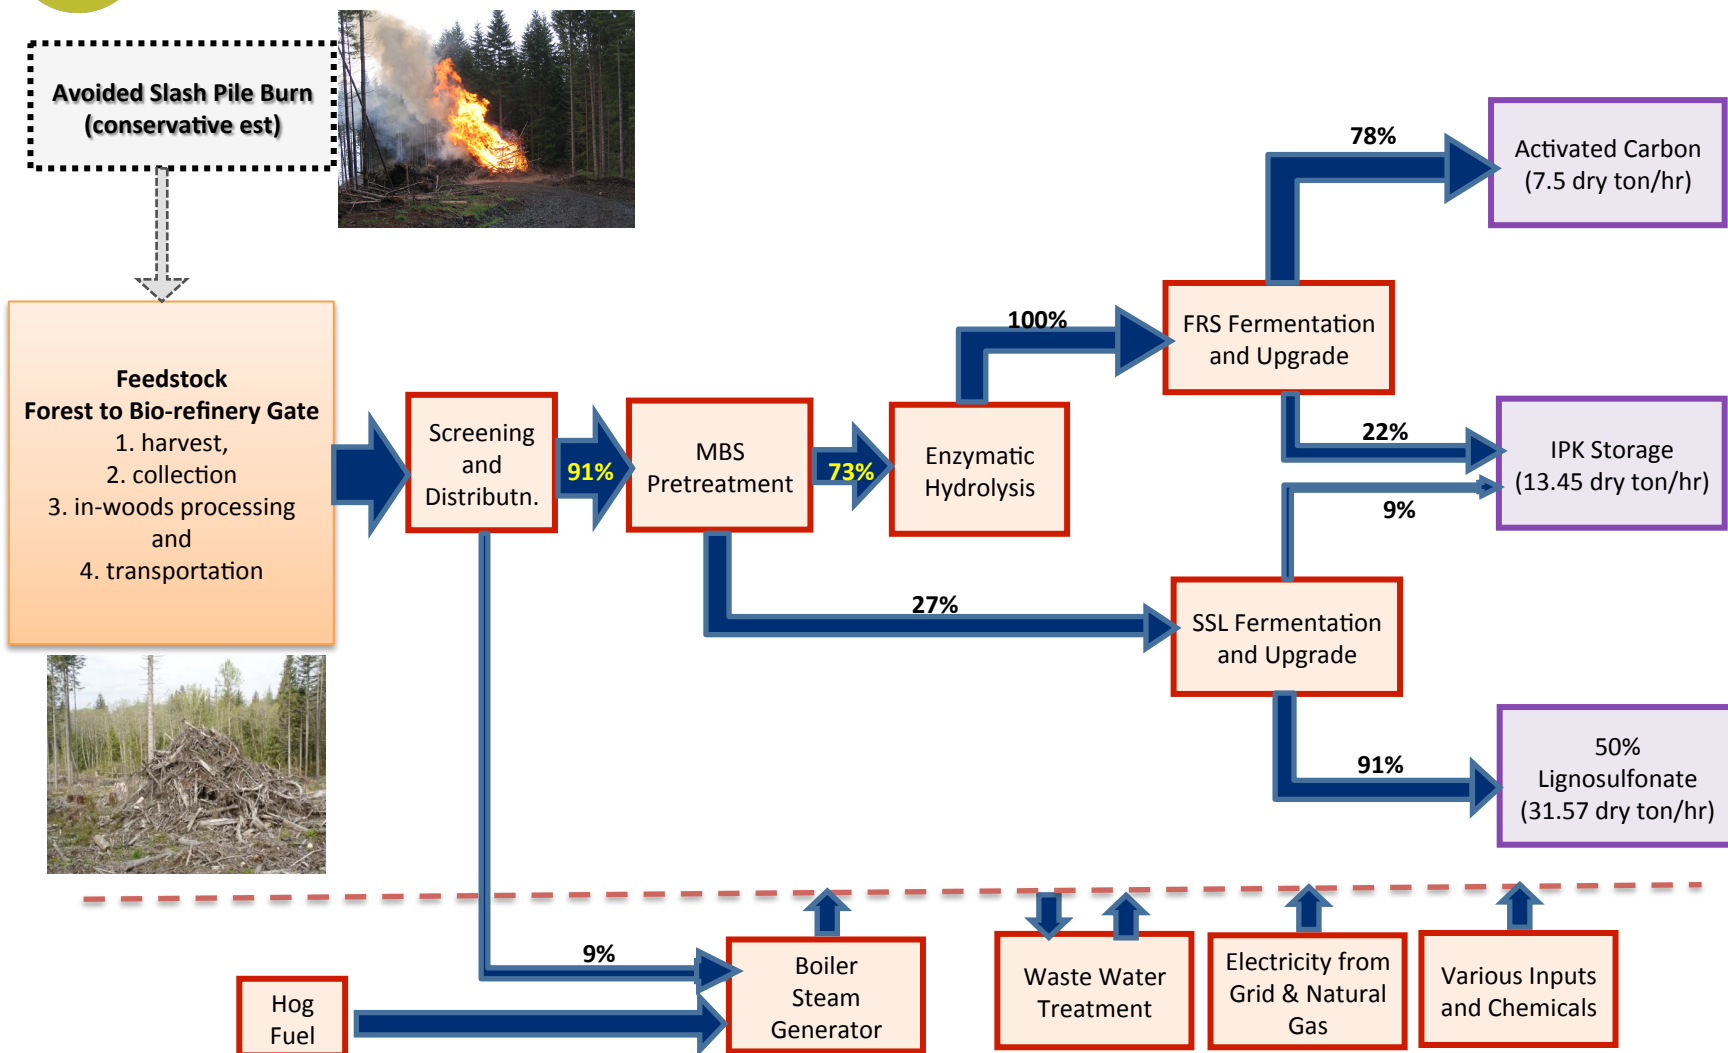 Avoided Slash Pile Burn
(conservative est)
Feedstock
Forest to Bio-refinery Gate
1. harvest,
2. collection
3. in-woods processing
and
4. transportation
Screening
and
Distributn.
91%
MBS
Pretreatment
73%
Enzymatic
Hydrolysis
100%
FRS Fermentation
and Upgrade
78%
Activated Carbon
(7.5 dry ton/hr)
22%
IPK Storage
(13.45 dry ton/hr)
9%
27%
SSL Fermentation
and Upgrade
91%
50%
Lignosulfonate
(31.57 dry ton/hr)
9%
Hog
Fuel
Boiler
Steam
Generator
Waste Water
Treatment
Electricity from
Grid & Natural
Gas
Various Inputs
and Chemicals